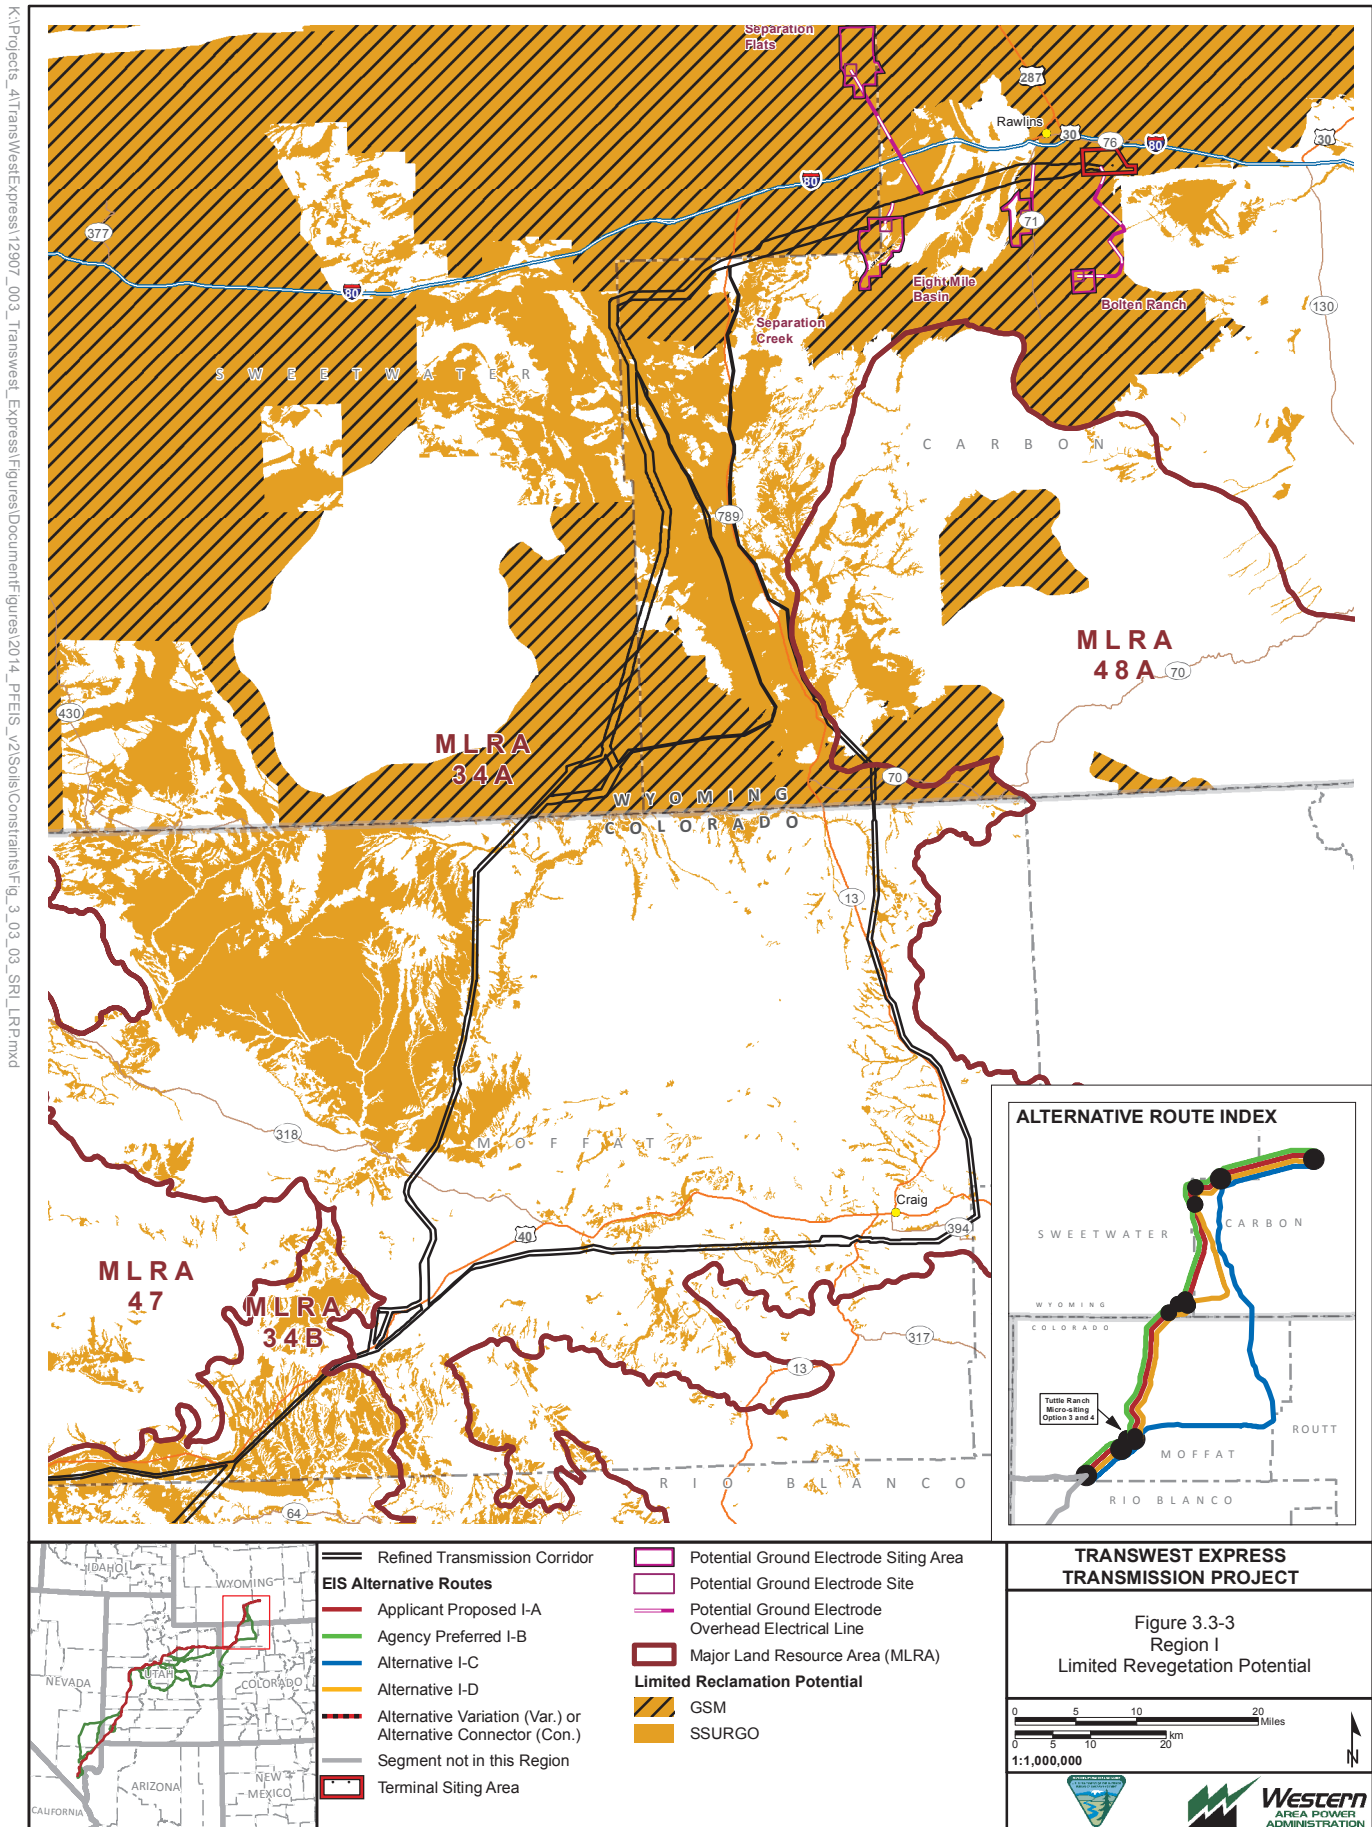 K:\Projects_4\TransWestExpress\12907_003_Transwest_Express\Figures\DocumentFigures\2014_PFEIS_v2\Soils\Constraints\Fig_3_03_03_SRI_LRP.mxd
Separation
Flats
287
Rawlins
30
76
80
30
80
71
377
80
Eight Mile
Basin
Bolten Ranch
130
Separation
Creek
SWEETWATER
CARBON
789
MLRA
48A
70
430
MLRA
34A
70
WYOMING
COLORADO
13
318
MOFFAT
Craig
394
40
MLRA
47
MLRA
34B
317
13
RIO BLANCO
64
ALTERNATIVE ROUTE INDEX
SWEETWATER
CARBON
WYOMING
COLORADO
Tuttle Ranch
Micro-siting
Option 3 and 4
ROUTT
MOFFAT
RIO BLANCO
IDAHO
WYOMING
NEVADA
UTAH
COLORADO
ARIZONA
NEW
MEXICO
CALIFORNIA
Refined Transmission Corridor
EIS Alternative Routes
Applicant Proposed I-A
Agency Preferred I-B
Alternative I-C
Alternative I-D
Alternative Variation (Var.) or
Alternative Connector (Con.)
Segment not in this Region
Terminal Siting Area
Potential Ground Electrode Siting Area
Potential Ground Electrode Site
Potential Ground Electrode
Overhead Electrical Line
Major Land Resource Area (MLRA)
Limited Reclamation Potential
GSM
SSURGO
TRANSWEST EXPRESS
TRANSMISSION PROJECT
Figure 3.3-3
Region I
Limited Revegetation Potential
0 5 10 20
Miles
km
0 5 10 20
1:1,000,000
N
Western
AREA POWER
ADMINISTRATION